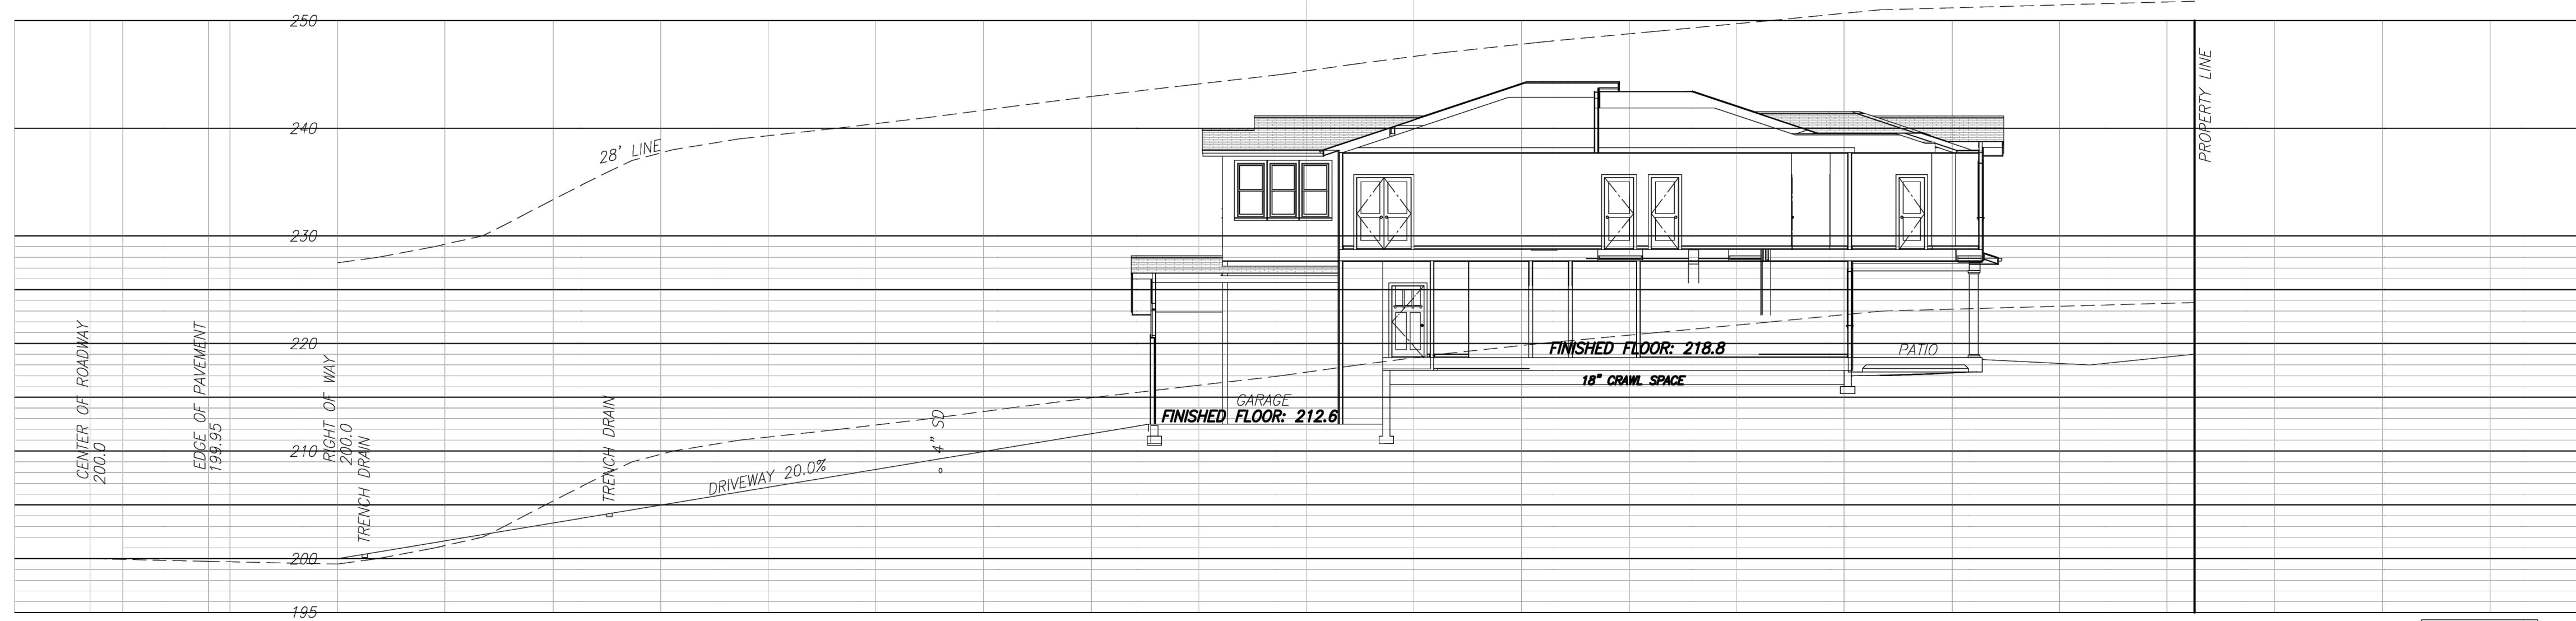 250
240
230
220
210
200
195
28' LINE
PROPERTY LINE
CENTER OF ROADWAY
200.0
EDGE OF PAVEMENT
199.95
RIGHT OF WAY
200.0
TRENCH DRAIN
TRENCH DRAIN
DRIVEWAY 20.0%
4" SD
GARAGE
FINISHED FLOOR: 212.6
FINISHED FLOOR: 218.8
18" CRAWL SPACE
PATIO